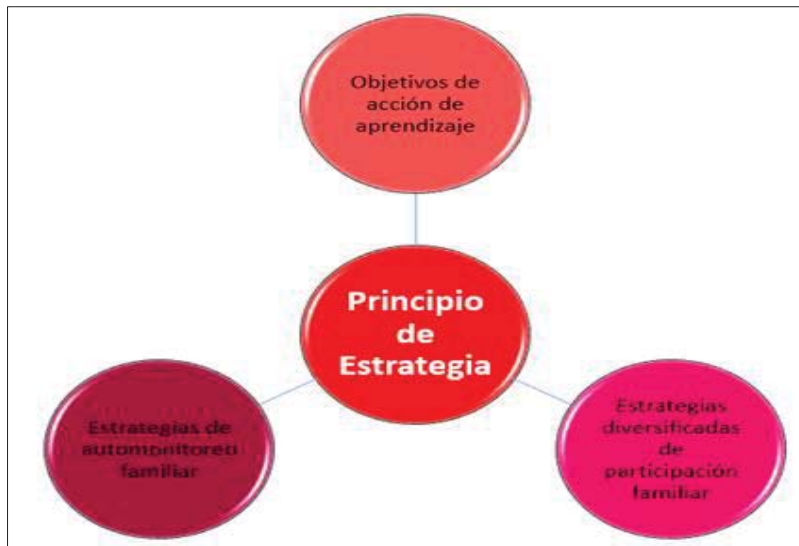 Objetivos de
acción de
aprendizaje
Principio
de
Estrategia
Estrategias de
automonitoreo
familiar
Estrategias
diversificadas
de
participación
familiar